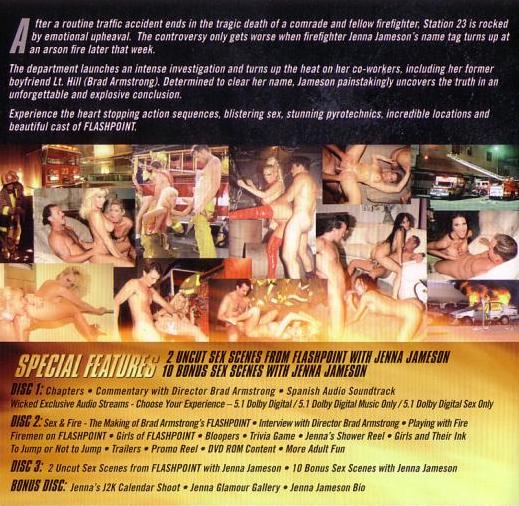 After a routine traffic accident ends in the tragic death of a comrade and fellow firefighter, Station 23 is rocked
by emotional upheaval. The controversy only gets worse when firefighter Jenna Jameson's name tag turns up at
an arson fire later that week.
The department launches an intense investigation and turns up the heat on her co-workers, including her former
boyfriend Lt. Hill (Brad Armstrong). Determined to clear her name, Jameson painstakingly uncovers the truth in an
unforgettable and explosive conclusion.
Experience the heart stopping action sequences, blistering sex, stunning pyrotechnics, incredible locations and
beautiful cast of FLASHPOINT.
SPECIAL FEATURES 2 UNCUT SEX SCENES FROM FLASHPOINT WITH JENNA JAMESON
10 BONUS SEX SCENES WITH JENNA JAMESON
DISC 1: Chapters • Commentary with Director Brad Armstrong • Spanish Audio Soundtrack
Wicked Exclusive Audio Streams - Choose Your Experience – 5.1 Dolby Digital / 5.1 Dolby Digital Music Only / 5.1 Dolby Digital Sex Only
DISC 2: Sex & Fire - The Making of Brad Armstrong's FLASHPOINT • Interview with Director Brad Armstrong • Playing with Fire
Firemen on FLASHPOINT • Girls of FLASHPOINT • Bloopers • Trivia Game • Jenna's Shower Reel • Girls and Their Ink
To Jump or Not to Jump • Trailers • Promo Reel • DVD ROM Content • More Adult Fun
DISC 3: 2 Uncut Sex Scenes from FLASHPOINT with Jenna Jameson • 10 Bonus Sex Scenes with Jenna Jameson
BONUS DISC: Jenna's J2K Calendar Shoot • Jenna Glamour Gallery • Jenna Jameson Bio